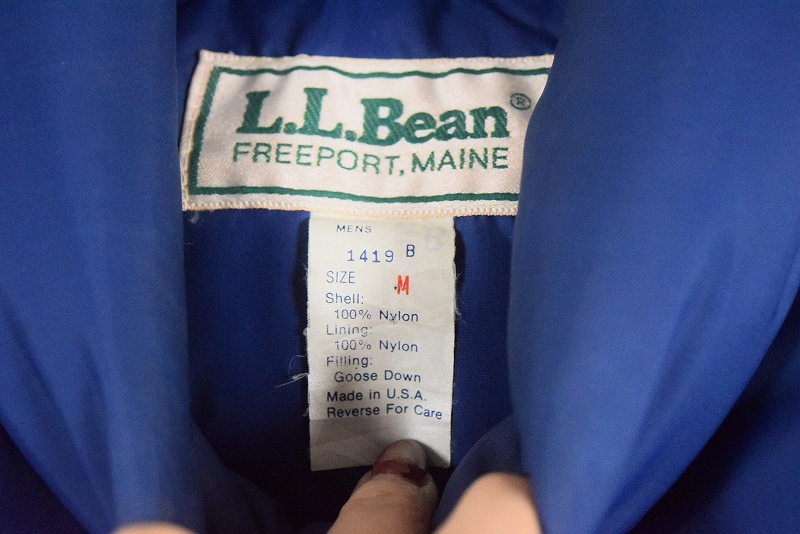 L.L.Bean®
FREEPORT, MAINE
MENS
1419 B
SIZE M
Shell:
100% Nylon
Lining:
100% Nylon
Filling:
Goose Down
Made in U.S.A.
Reverse For Care